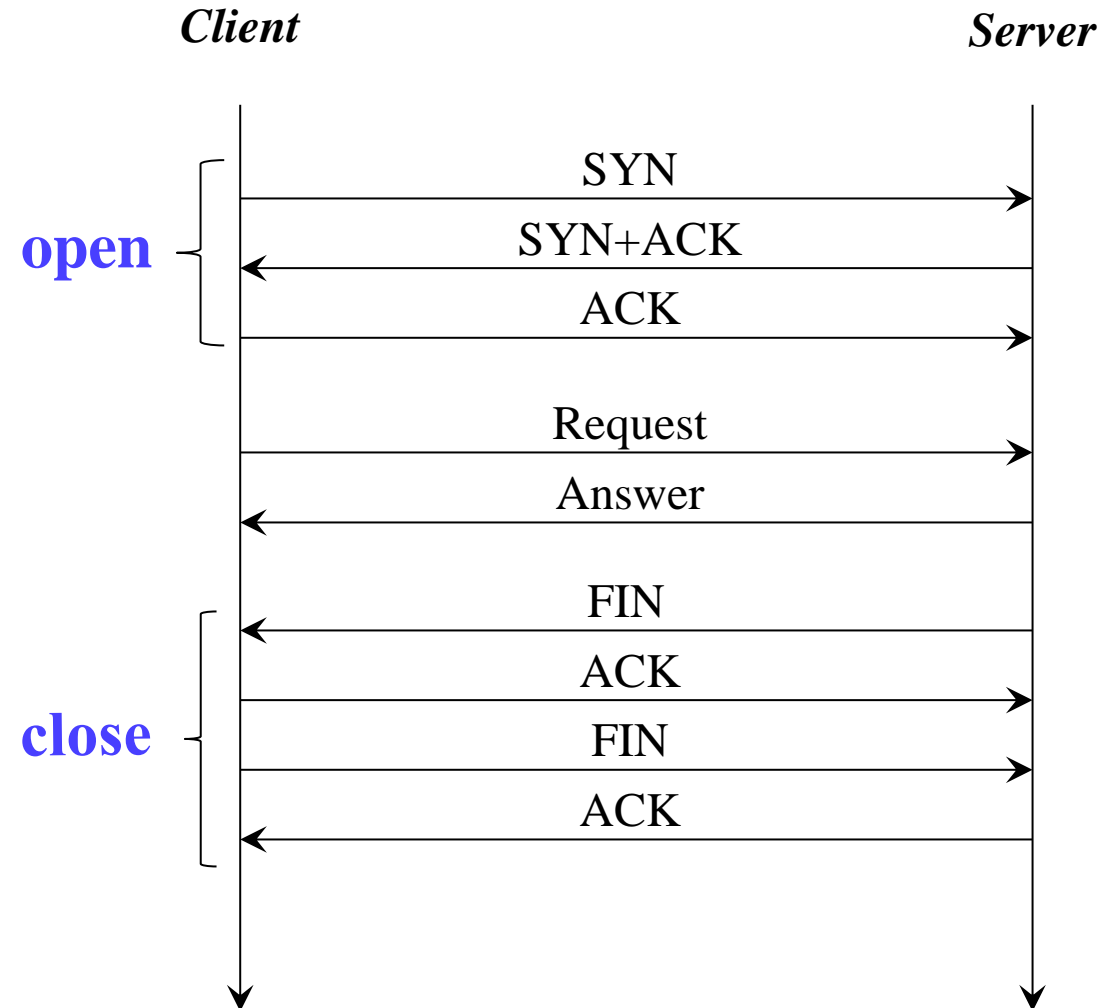 Client
Server
SYN
open
SYN+ACK
ACK
Request
Answer
FIN
ACK
close
FIN
ACK